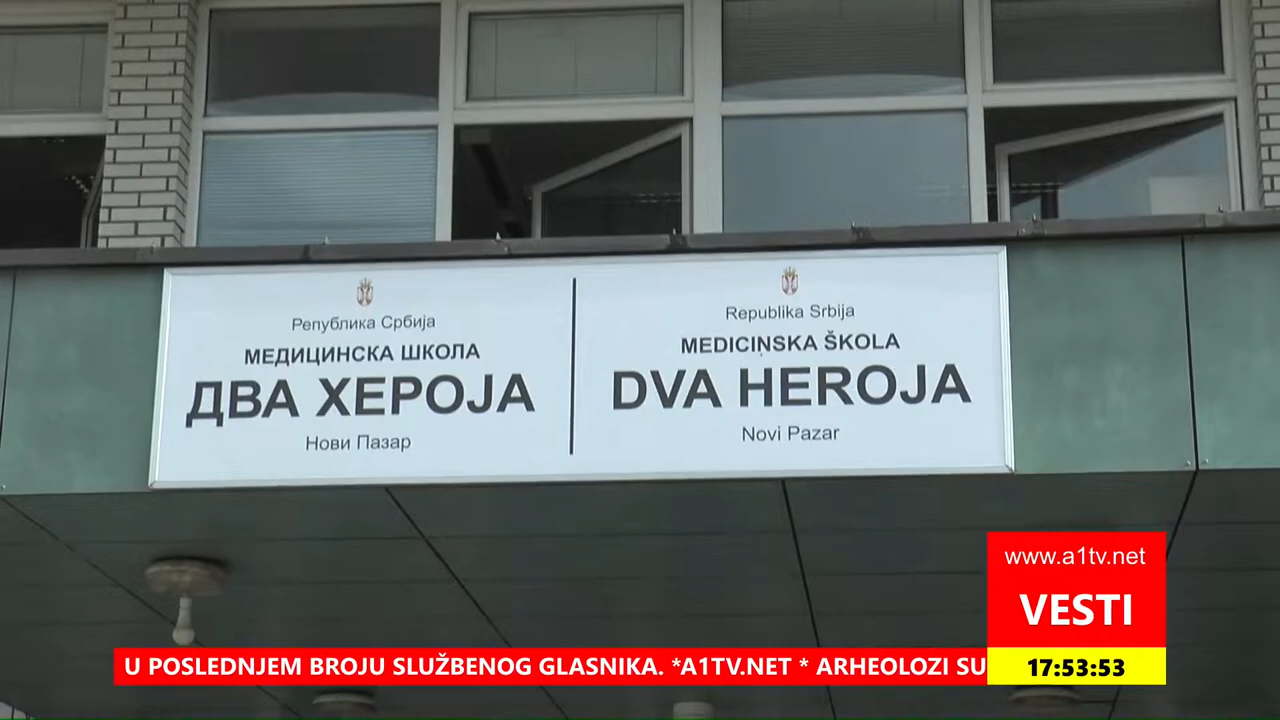 Република Србија
МЕДИЦИНСКА ШКОЛА
ДВА ХЕРОЈА
Нови Пазар
Republika Srbija
MEDICIŅSKA ŠKOLA
DVA HEROJA
Novi Pazar
www.a1tv.net
VESTI
U POSLEDNJEM BROJU SLUŽBENOG GLASNIKA. *A1TV.NET * ARHEOLOZI SU
17:53:53